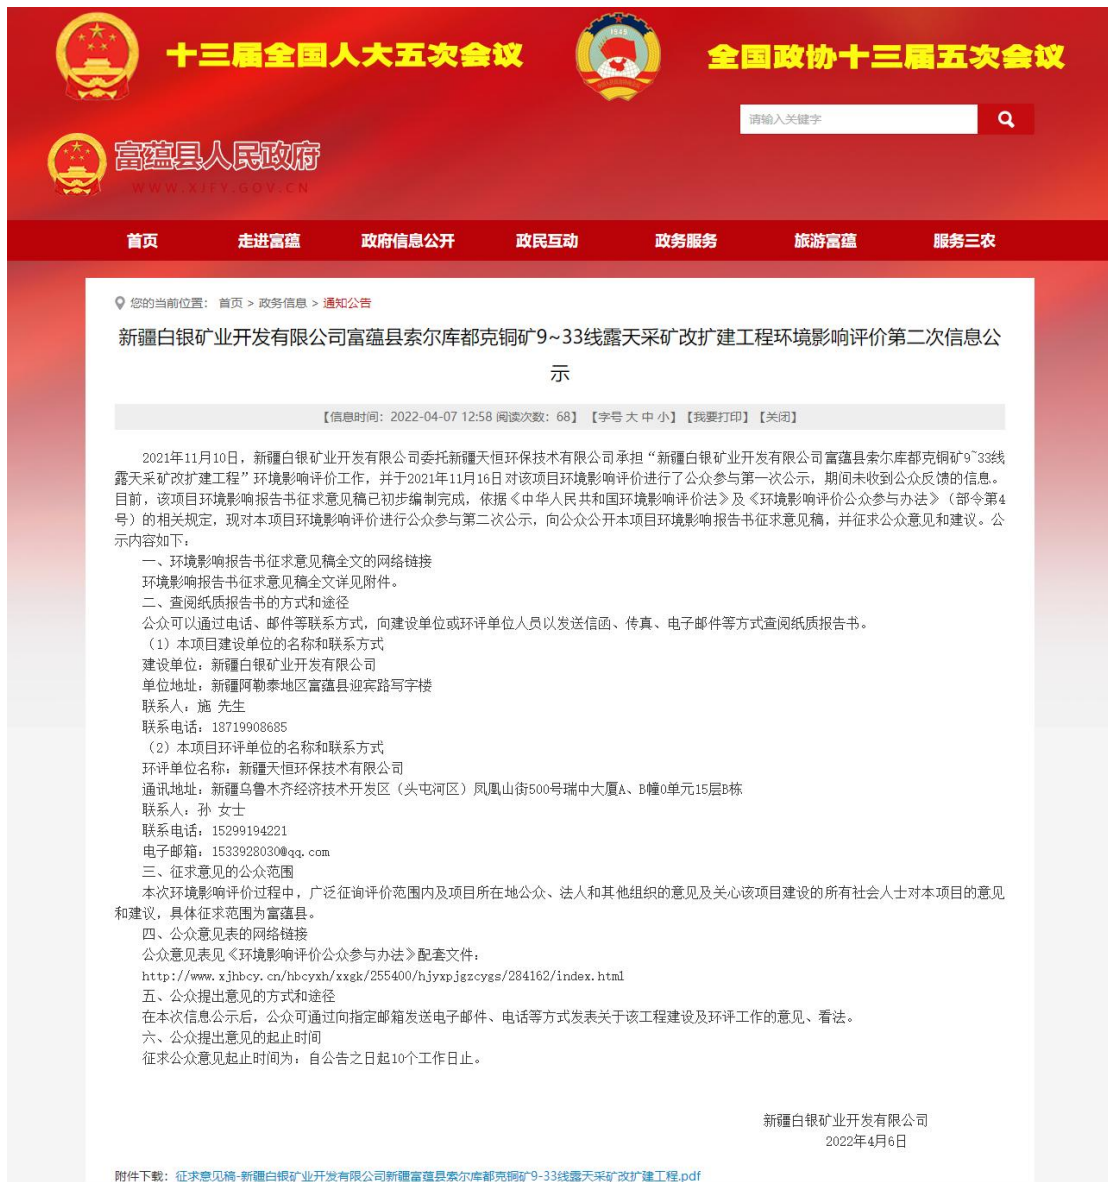 十三届全国人大五次会议
1949
全国政协十三届五次会议
请输入关键字
富蕴县人民政府
WWW.XJFY.GOV.CN
首页 走进富蕴 政府信息公开 政民互动 政务服务 旅游富蕴 服务三农
您的当前位置： 首页 > 政务信息 > 通知公告
新疆白银矿业开发有限公司富蕴县索尔库都克铜矿9~33线露天采矿改扩建工程环境影响评价第二次信息公
示
【信息时间：2022-04-07 12:58 阅读次数：68】 【字号 大 中 小】【我要打印】【关闭】
2021年11月10日，新疆白银矿业开发有限公司委托新疆天恒环保技术有限公司承担“新疆白银矿业开发有限公司富蕴县索尔库都克铜矿9~33线
露天采矿改扩建工程”环境影响评价工作，并于2021年11月16日对该项目环境影响评价进行了公众参与第一次公示，期间未收到公众反馈的信息。
目前，该项目环境影响报告书征求意见稿已初步编制完成，依据《中华人民共和国环境影响评价法》及《环境影响评价公众参与办法》（部令第4
号）的相关规定，现对本项目环境影响评价进行公众参与第二次公示，向公众公开本项目环境影响报告书征求意见稿，并征求公众意见和建议。公
示内容如下：
一、环境影响报告书征求意见稿全文的网络链接
环境影响报告书征求意见稿全文详见附件。
二、查阅纸质报告书的方式和途径
公众可以通过电话、邮件等联系方式，向建设单位或环评单位人员以发送信函、传真、电子邮件等方式查阅纸质报告书。
（1）本项目建设单位的名称和联系方式
建设单位：新疆白银矿业开发有限公司
单位地址：新疆阿勒泰地区富蕴县迎宾路写字楼
联系人：施 先生
联系电话：18719908685
（2）本项目环评单位的名称和联系方式
环评单位名称：新疆天恒环保技术有限公司
通讯地址：新疆乌鲁木齐经济技术开发区（头屯河区）凤凰山街500号瑞中大厦A、B幢0单元15层B栋
联系人：孙 女士
联系电话：15299194221
电子邮箱：1533928030@qq.com
三、征求意见的公众范围
本次环境影响评价过程中，广泛征询评价范围内及项目所在地公众、法人和其他组织的意见及关心该项目建设的所有社会人士对本项目的意见
和建议，具体征求范围为富蕴县。
四、公众意见表的网络链接
公众意见表见《环境影响评价公众参与办法》配套文件：
http://www.xjhbcy.cn/hbcyxh/xxgk/255400/hjyxpjgzcygs/284162/index.html
五、公众提出意见的方式和途径
在本次信息公示后，公众可通过向指定邮箱发送电子邮件、电话等方式发表关于该工程建设及环评工作的意见、看法。
六、公众提出意见的起止时间
征求公众意见起止时间为：自公告之日起10个工作日止。
新疆白银矿业开发有限公司
2022年4月6日
附件下载：征求意见稿-新疆白银矿业开发有限公司新疆富蕴县索尔库都克铜矿9-33线露天采矿改扩建工程.pdf